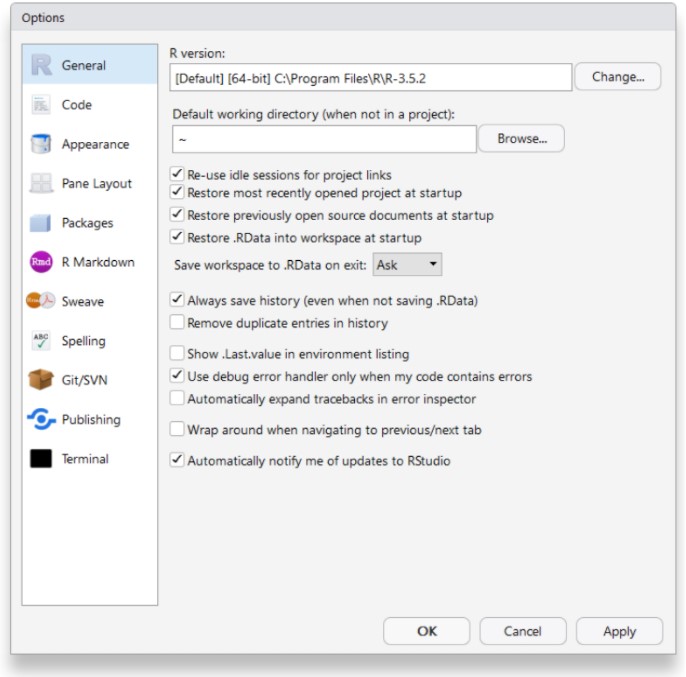 Options
R General
Code
Appearance
Pane Layout
Packages
Rmd R Markdown
Sweave
ABC Spelling
Git/SVN
Publishing
Terminal
R version:
[Default] [64-bit] C:\Program Files\R\R-3.5.2
Change...
Default working directory (when not in a project):
~
Browse...
Re-use idle sessions for project links
Restore most recently opened project at startup
Restore previously open source documents at startup
Restore .RData into workspace at startup
Save workspace to .RData on exit: Ask
Always save history (even when not saving .RData)
Remove duplicate entries in history
Show .Last.value in environment listing
Use debug error handler only when my code contains errors
Automatically expand tracebacks in error inspector
Wrap around when navigating to previous/next tab
Automatically notify me of updates to RStudio
OK Cancel Apply